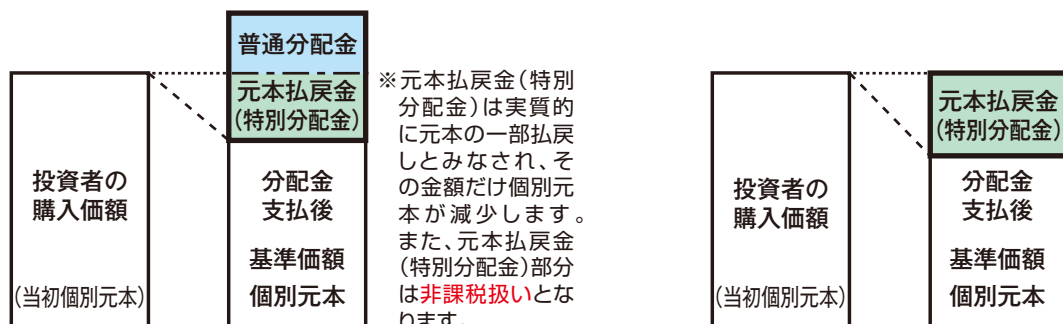 普通分配金
元本払戻金
(特別分配金)
投資者の
購入価額
(当初個別元本)
分配金
支払後
基準価額
個別元本
※元本払戻金(特別
分配金)は実質的
に元本の一部払戻
しとみなされ、そ
の金額だけ個別元
本が減少します。
また、元本払戻金
(特別分配金)部分
は非課税扱いとな
ります。
元本払戻金
(特別分配金)
投資者の
購入価額
(当初個別元本)
分配金
支払後
基準価額
個別元本